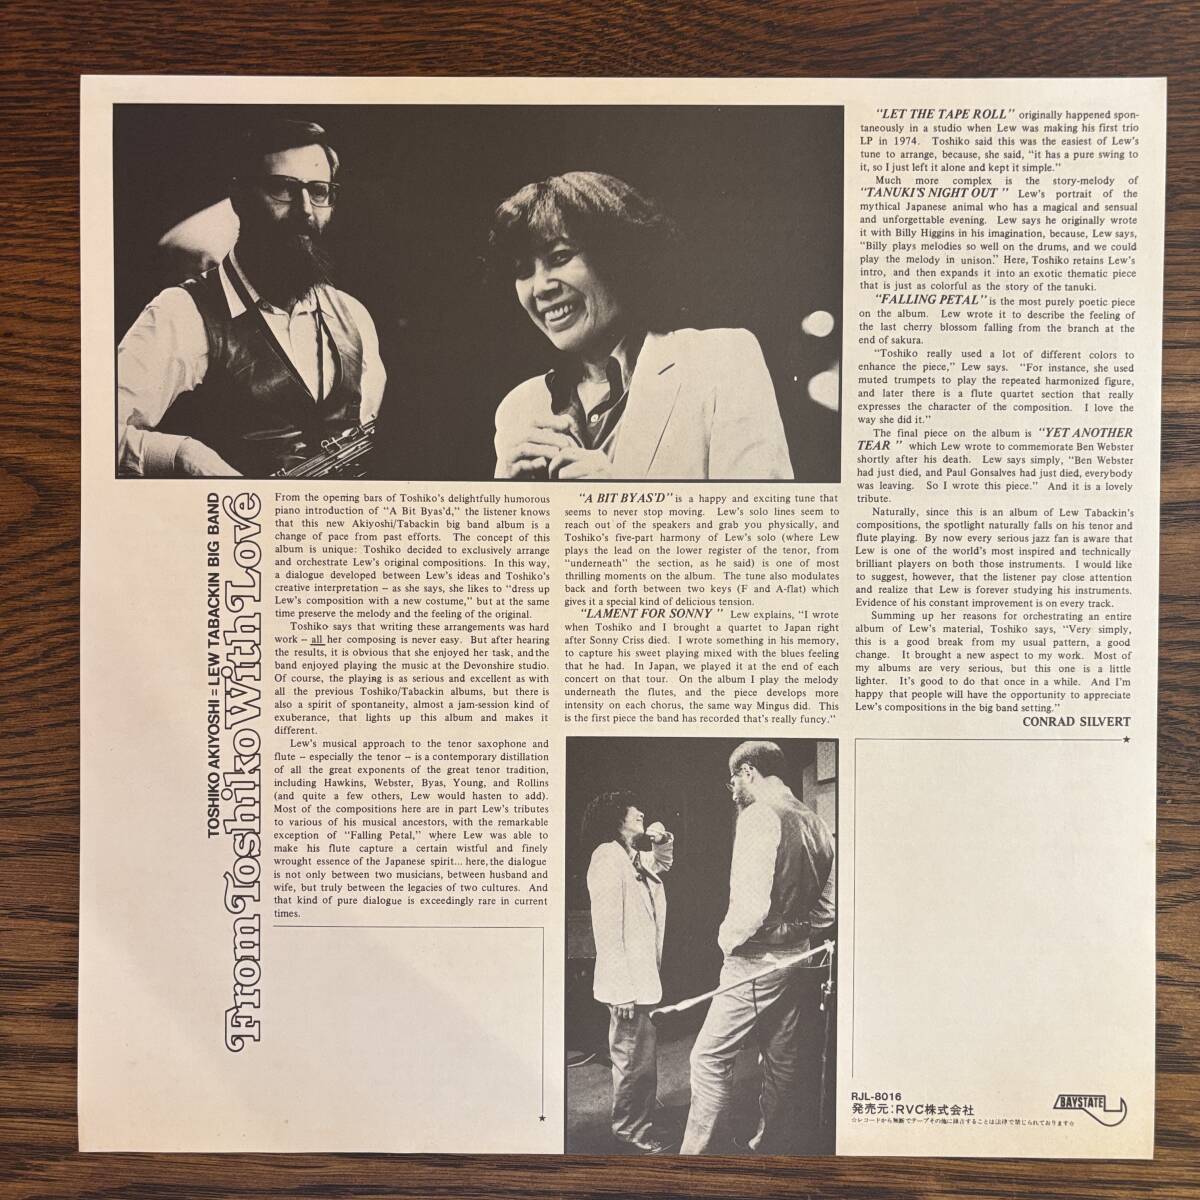 TOSHIKO AKIYOSHI = LEW TABACKIN BIG BAND
From Toshiko With Love
From the opening bars of Toshiko's delightfully humorous
piano introduction of "A Bit Byas'd," the listener knows
that this new Akiyoshi/Tabackin big band album is a
change of pace from past efforts. The concept of this
album is unique: Toshiko decided to exclusively arrange
and orchestrate Lew's original compositions. In this way,
a dialogue developed between Lew's ideas and Toshiko's
creative interpretation – as she says, she likes to "dress up
Lew's composition with a new costume," but at the same
time preserve the melody and the feeling of the original.
Toshiko says that writing these arrangements was hard
work – all her composing is never easy. But after hearing
the results, it is obvious that she enjoyed her task, and the
band enjoyed playing the music at the Devonshire studio.
Of course, the playing is as serious and excellent as with
all the previous Toshiko/Tabackin albums, but there is
also a spirit of spontaneity, almost a jam-session kind of
exuberance, that lights up this album and makes it
different.
Lew's musical approach to the tenor saxophone and
flute – especially the tenor – is a contemporary distillation
of all the great exponents of the great tenor tradition,
including Hawkins, Webster, Byas, Young, and Rollins
(and quite a few others, Lew would hasten to add).
Most of the compositions here are in part Lew's tributes
to various of his musical ancestors, with the remarkable
exception of "Falling Petal," where Lew was able to
make his flute capture a certain wistful and finely
wrought essence of the Japanese spirit... here, the dialogue
is not only between two musicians, between husband and
wife, but truly between the legacies of two cultures. And
that kind of pure dialogue is exceedingly rare in current
times.
★
"A BIT BYAS'D" is a happy and exciting tune that
seems to never stop moving. Lew's solo lines seem to
reach out of the speakers and grab you physically, and
Toshiko's five-part harmony of Lew's solo (where Lew
plays the lead on the lower register of the tenor, from
"underneath" the section, as he said) is one of most
thrilling moments on the album. The tune also modulates
back and forth between two keys (F and A-flat) which
gives it a special kind of delicious tension.
"LAMENT FOR SONNY" Lew explains, "I wrote
when Toshiko and I brought a quartet to Japan right
after Sonny Criss died. I wrote something in his memory,
to capture his sweet playing mixed with the blues feeling
that he had. In Japan, we played it at the end of each
concert on that tour. On the album I play the melody
underneath the flutes, and the piece develops more
intensity on each chorus, the same way Mingus did. This
is the first piece the band has recorded that's really funcy."
"LET THE TAPE ROLL" originally happened spon-
taneously in a studio when Lew was making his first trio
LP in 1974. Toshiko said this was the easiest of Lew's
tune to arrange, because, she said, "it has a pure swing to
it, so I just left it alone and kept it simple."
Much more complex is the story-melody of
"TANUKI'S NIGHT OUT" Lew's portrait of the
mythical Japanese animal who has a magical and sensual
and unforgettable evening. Lew says he originally wrote
it with Billy Higgins in his imagination, because, Lew says,
"Billy plays melodies so well on the drums, and we could
play the melody in unison." Here, Toshiko retains Lew's
intro, and then expands it into an exotic thematic piece
that is just as colorful as the story of the tanuki.
"FALLING PETAL" is the most purely poetic piece
on the album. Lew wrote it to describe the feeling of
the last cherry blossom falling from the branch at the
end of sakura.
"Toshiko really used a lot of different colors to
enhance the piece," Lew says. "For instance, she used
muted trumpets to play the repeated harmonized figure,
and later there is a flute quartet section that really
expresses the character of the composition. I love the
way she did it."
The final piece on the album is "YET ANOTHER
TEAR" which Lew wrote to commemorate Ben Webster
shortly after his death. Lew says simply, "Ben Webster
had just died, and Paul Gonsalves had just died, everybody
was leaving. So I wrote this piece." And it is a lovely
tribute.
Naturally, since this is an album of Lew Tabackin's
compositions, the spotlight naturally falls on his tenor and
flute playing. By now every serious jazz fan is aware that
Lew is one of the world's most inspired and technically
brilliant players on both those instruments. I would like
to suggest, however, that the listener pay close attention
and realize that Lew is forever studying his instruments.
Evidence of his constant improvement is on every track.
Summing up her reasons for orchestrating an entire
album of Lew's material, Toshiko says, "Very simply,
this is a good break from my usual pattern, a good
change. It brought a new aspect to my work. Most of
my albums are very serious, but this one is a little
lighter. It's good to do that once in a while. And I'm
happy that people will have the opportunity to appreciate
Lew's compositions in the big band setting."
CONRAD SILVERT
★
RJL-8016
発売元:RVC株式会社
☆レコードから無断でテープその他に録音することは法律で禁じられております☆
BAYSTATE